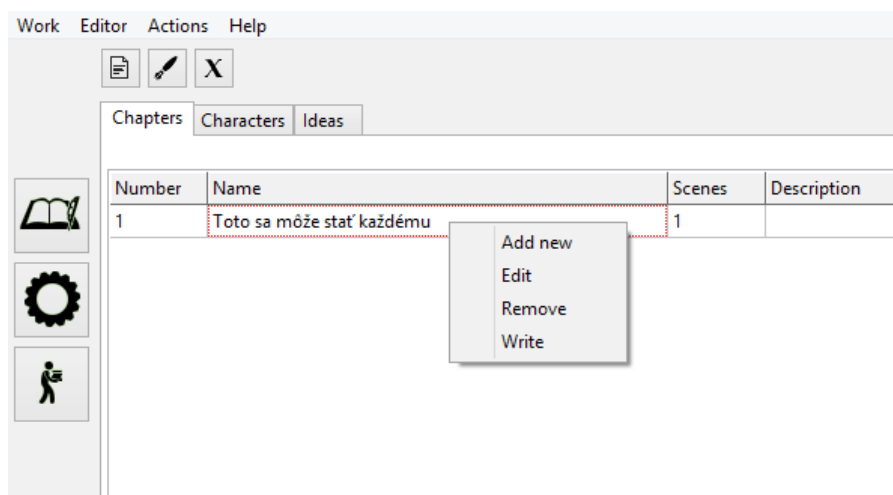 Work Editor Actions Help
X
Chapters Characters Ideas
Number Name Scenes Description
1 Toto sa môže stať každému 1
Add new
Edit
Remove
Write